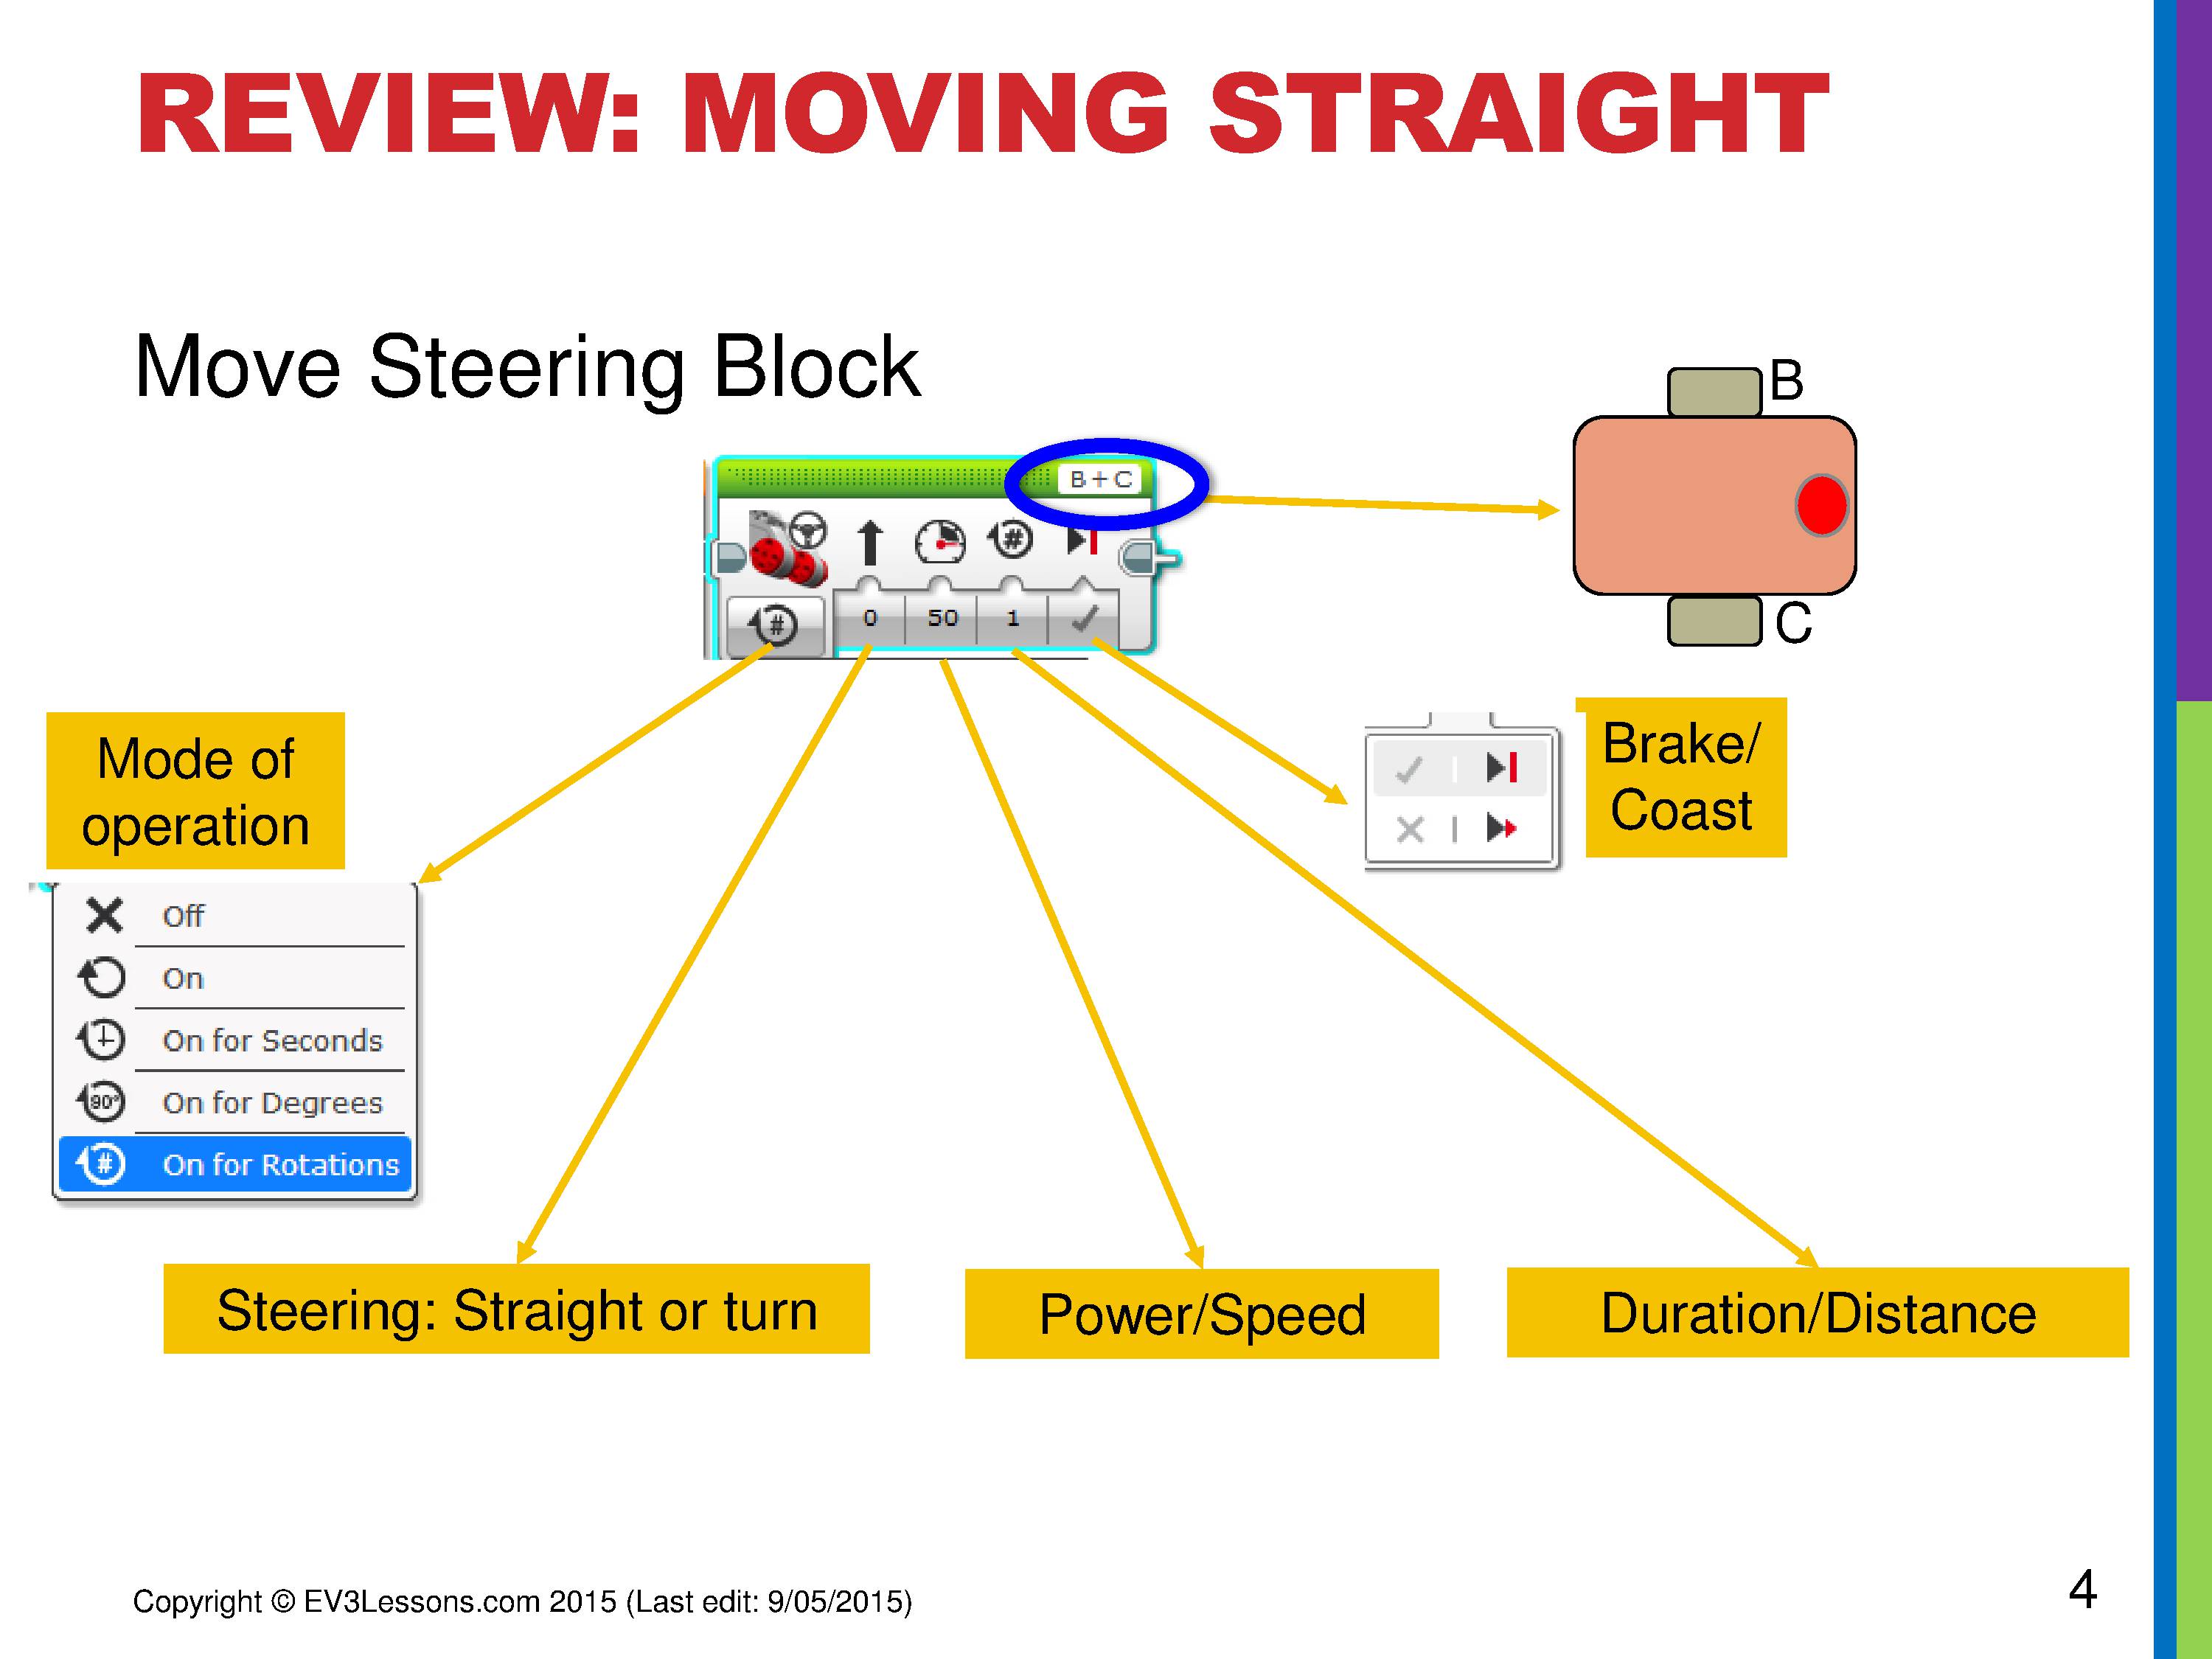 REVIEW: MOVING STRAIGHT
Move Steering Block
B
B + C
#
0 50 1
#
C
Mode of
operation
Brake/
Coast
Off
On
On for Seconds
90° On for Degrees
# On for Rotations
Steering: Straight or turn
Power/Speed
Duration/Distance
Copyright © EV3Lessons.com 2015 (Last edit: 9/05/2015)
4